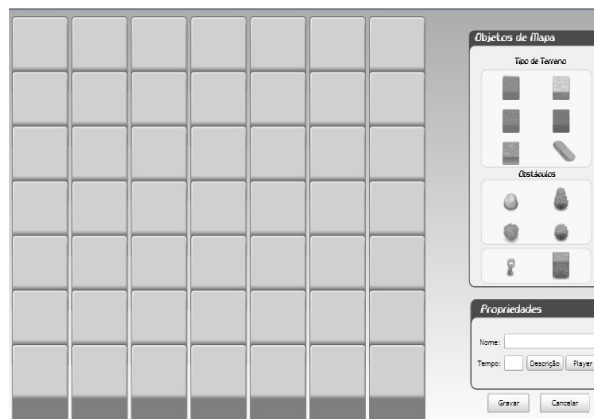 Objetos de Mapa
Tipo de Terreno
Obstáculos
Propriedades
Nome:
Tempo:
Descrição
Player
Gravar
Cancelar